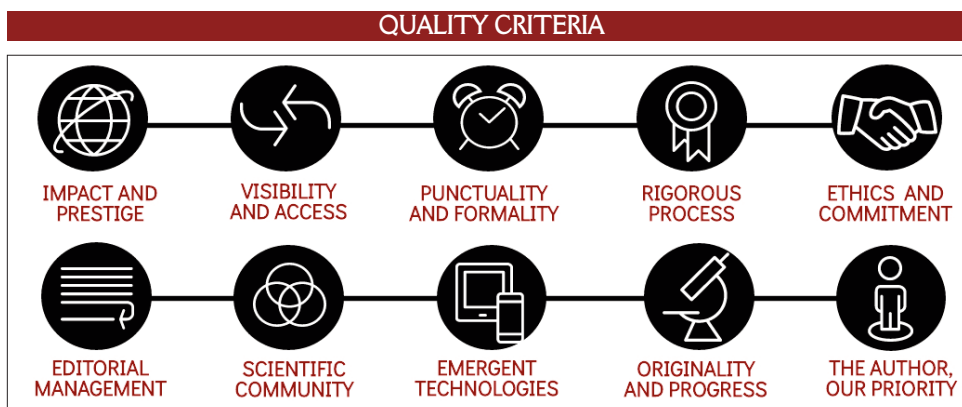 QUALITY CRITERIA
IMPACT AND
PRESTIGE
VISIBILITY
AND ACCESS
PUNCTUALITY
AND FORMALITY
RIGOROUS
PROCESS
ETHICS AND
COMMITMENT
EDITORIAL
MANAGEMENT
SCIENTIFIC
COMMUNITY
EMERGENT
TECHNOLOGIES
ORIGINALITY
AND PROGRESS
THE AUTHOR,
OUR PRIORITY